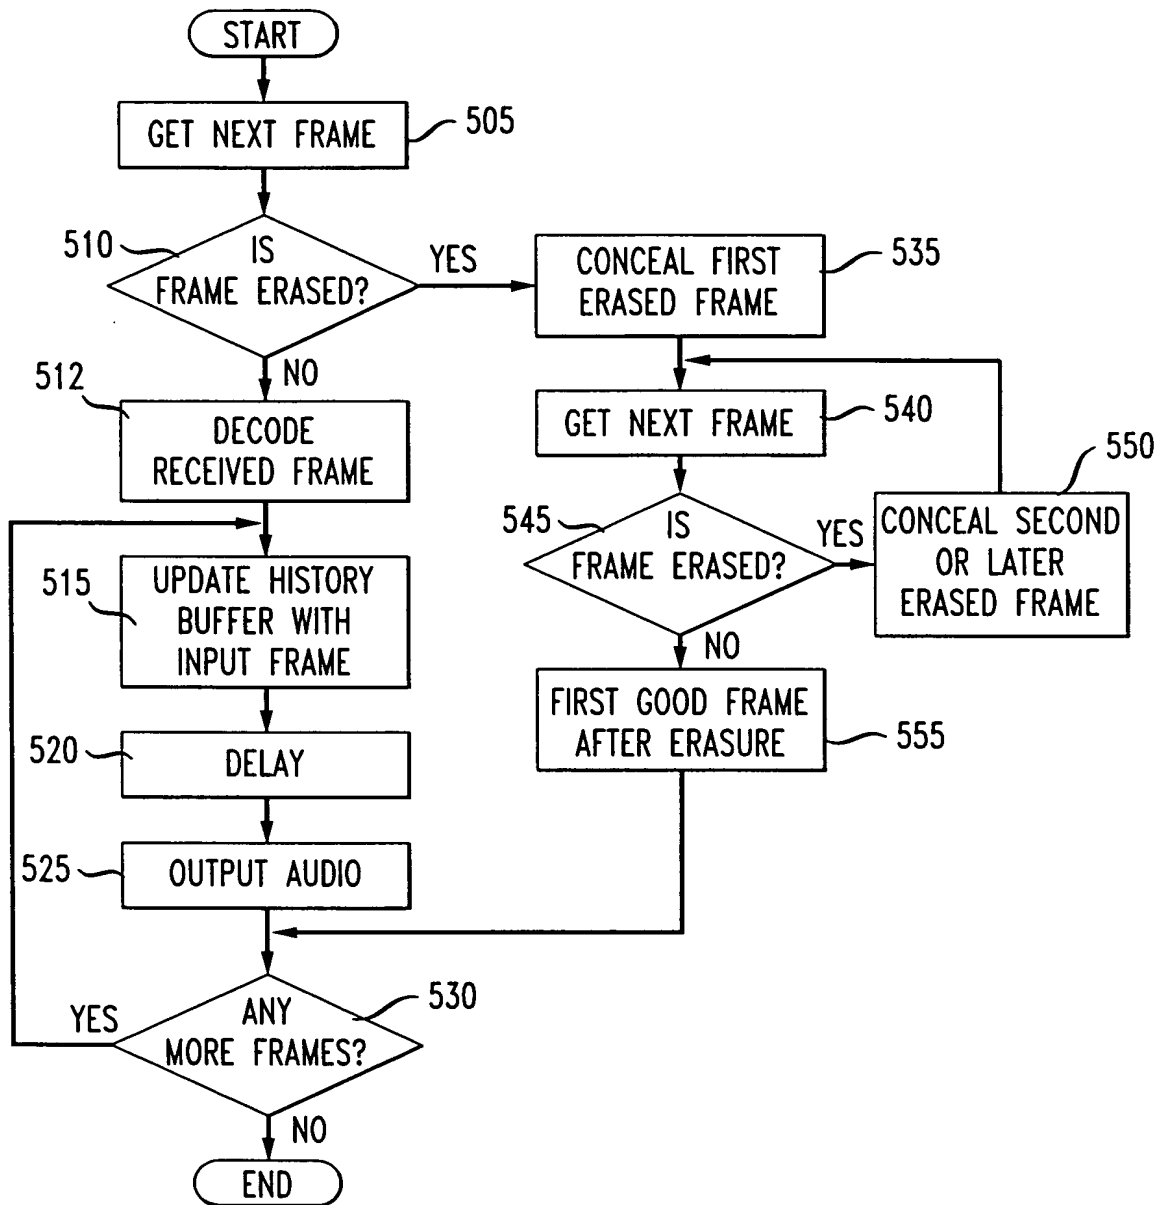 START
GET NEXT FRAME
505
510
IS
FRAME ERASED?
YES
CONCEAL FIRST
ERASED FRAME
535
NO
512
DECODE
RECEIVED FRAME
GET NEXT FRAME
540
545
IS
FRAME ERASED?
YES
550
CONCEAL SECOND
OR LATER
ERASED FRAME
515
UPDATE HISTORY
BUFFER WITH
INPUT FRAME
NO
FIRST GOOD FRAME
AFTER ERASURE
555
520
DELAY
525
OUTPUT AUDIO
YES
ANY
MORE FRAMES?
530
NO
END